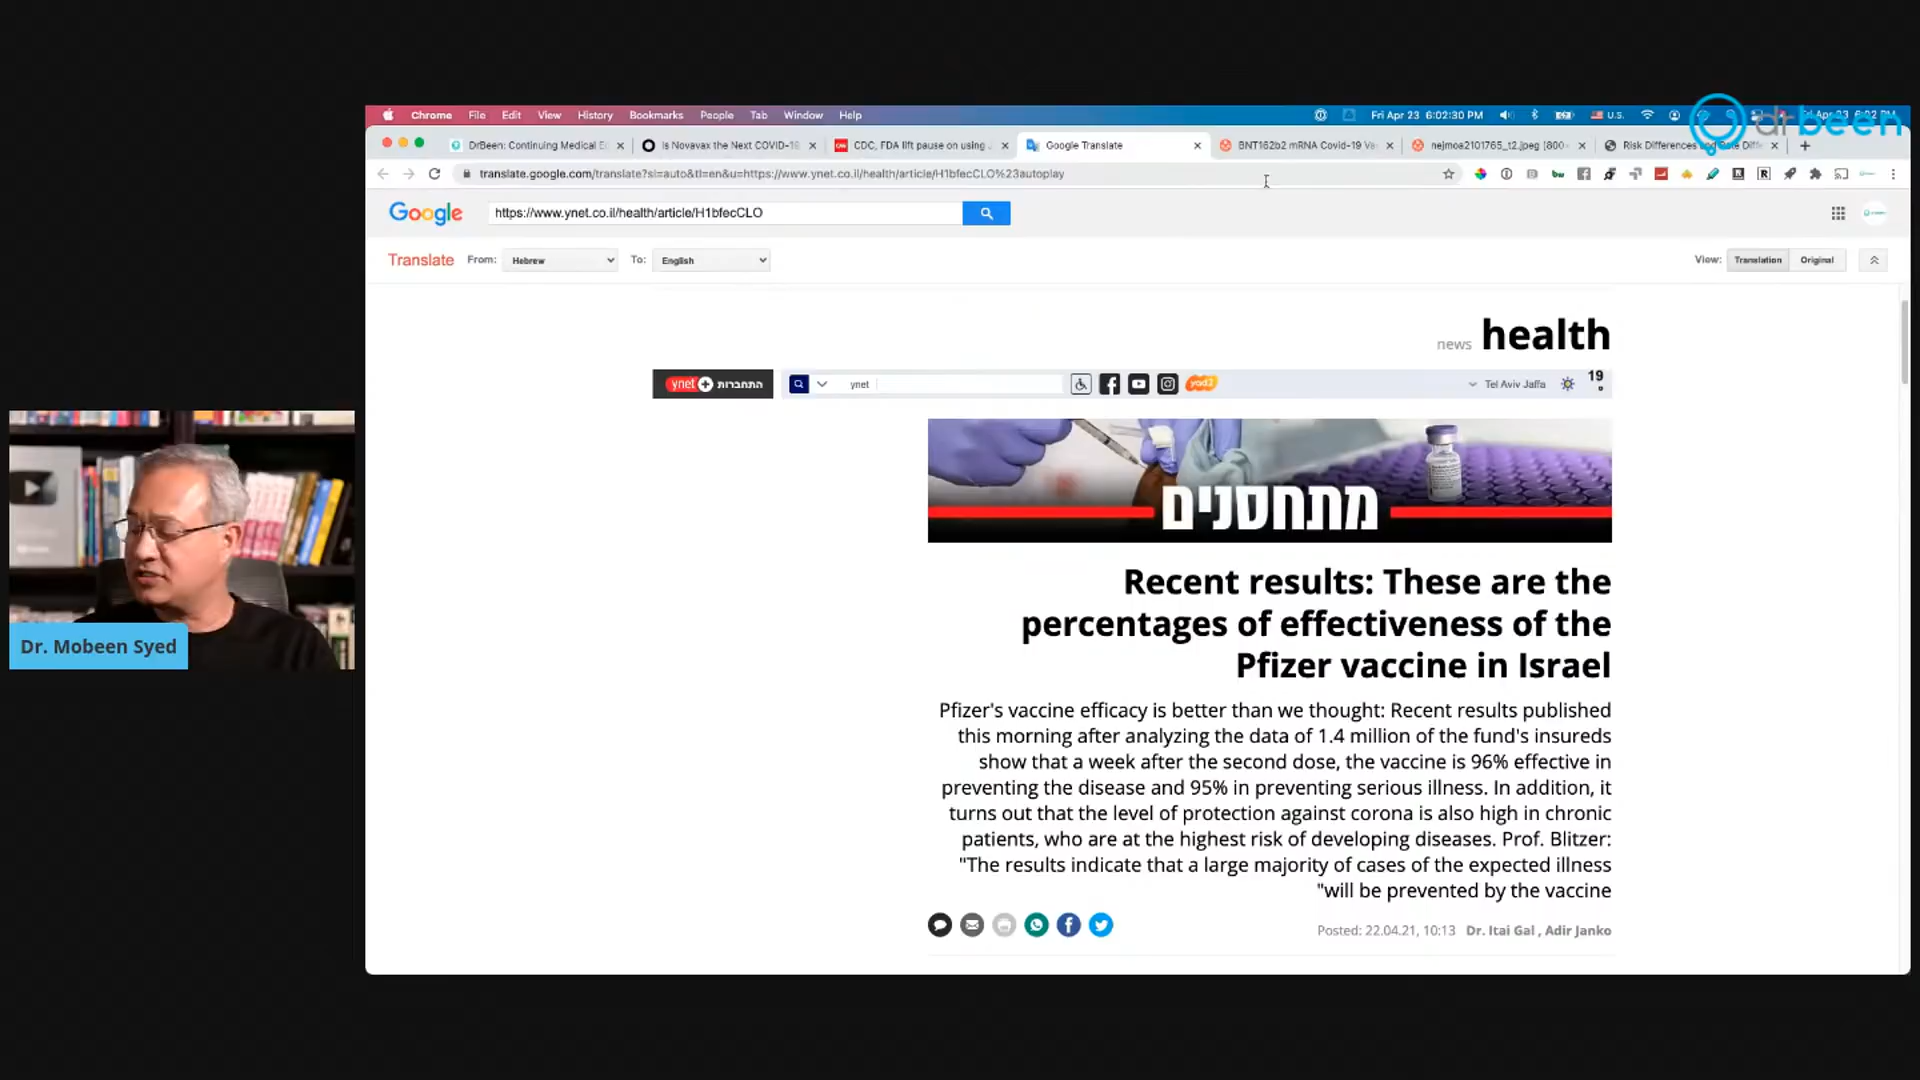 Chrome File Edit View History Bookmarks People Tab Window Help
U.S. Fri Apr 23 6:02:30 PM
drbeen
DrBeen: Continuing Medical E
Is Novavax the Next COVID-19
CDC, FDA lift pause on using J
Google Translate
BNT162b2 mRNA Covid-19 Va
nejmoa2101765_t2.jpeg (800×
Risk Differences and Rate Diff
translate.google.com/translate?sl=auto&tl=en&u=https://www.ynet.co.il/health/article/H1bfecCLO%23autoplay
Google
https://www.ynet.co.il/health/article/H1bfecCLO
Translate From: Hebrew To: English
View: Translation Original
news health
ynet+ התחברות
ynet
yad2
Tel Aviv Jaffa 19
מתחסנים
Recent results: These are the
percentages of effectiveness of the
Pfizer vaccine in Israel
Pfizer's vaccine efficacy is better than we thought: Recent results published
this morning after analyzing the data of 1.4 million of the fund's insureds
show that a week after the second dose, the vaccine is 96% effective in
preventing the disease and 95% in preventing serious illness. In addition, it
turns out that the level of protection against corona is also high in chronic
patients, who are at the highest risk of developing diseases. Prof. Blitzer:
"The results indicate that a large majority of cases of the expected illness
"will be prevented by the vaccine
Posted: 22.04.21, 10:13 Dr. Itai Gal , Adir Janko
Dr. Mobeen Syed